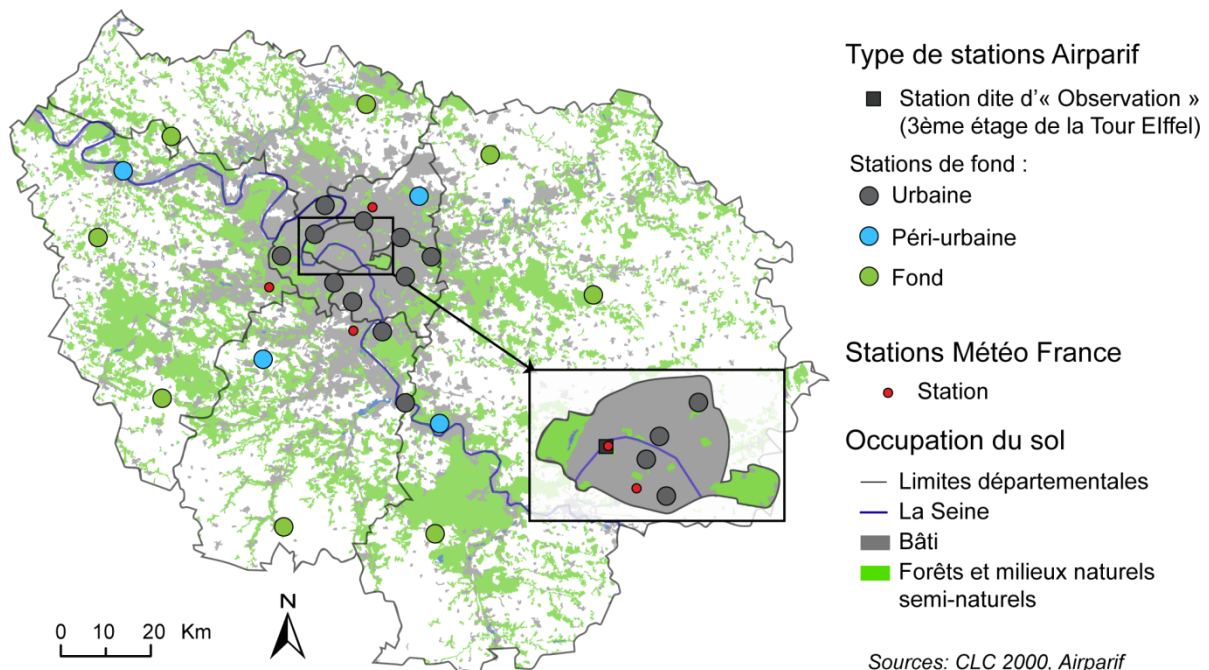 Type de stations Airparif
Station dite d'« Observation »
(3ème étage de la Tour EIffel)
Stations de fond :
Urbaine
Péri-urbaine
Fond
Stations Météo France
Station
Occupation du sol
Limites départementales
La Seine
Bâti
Forêts et milieux naturels
semi-naturels
N
0 10 20 Km
Sources: CLC 2000, Airparif